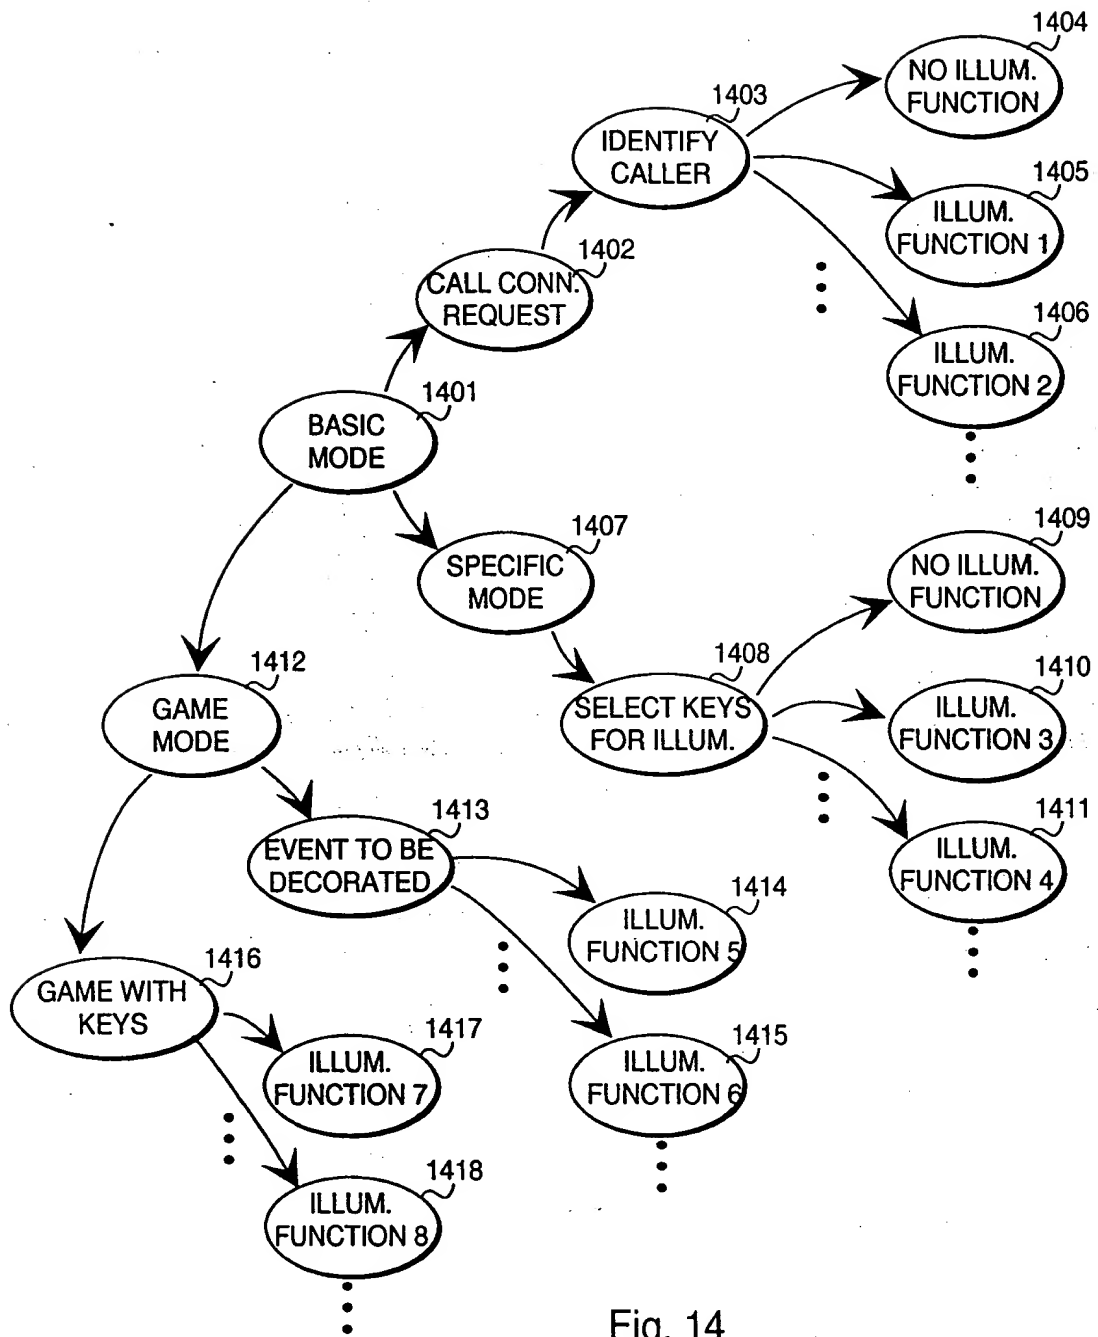 1404
NO ILLUM.
FUNCTION
1403
IDENTIFY
CALLER
1405
ILLUM.
FUNCTION 1
1402
CALL CONN.
REQUEST
1406
ILLUM.
FUNCTION 2
1401
BASIC
MODE
1407
SPECIFIC
MODE
1409
NO ILLUM.
FUNCTION
1408
SELECT KEYS
FOR ILLUM.
1410
ILLUM.
FUNCTION 3
1412
GAME
MODE
1411
ILLUM.
FUNCTION 4
1413
EVENT TO BE
DECORATED
1414
ILLUM.
FUNCTION 5
1416
GAME WITH
KEYS
1417
ILLUM.
FUNCTION 7
1415
ILLUM.
FUNCTION 6
1418
ILLUM.
FUNCTION 8
Fig. 14